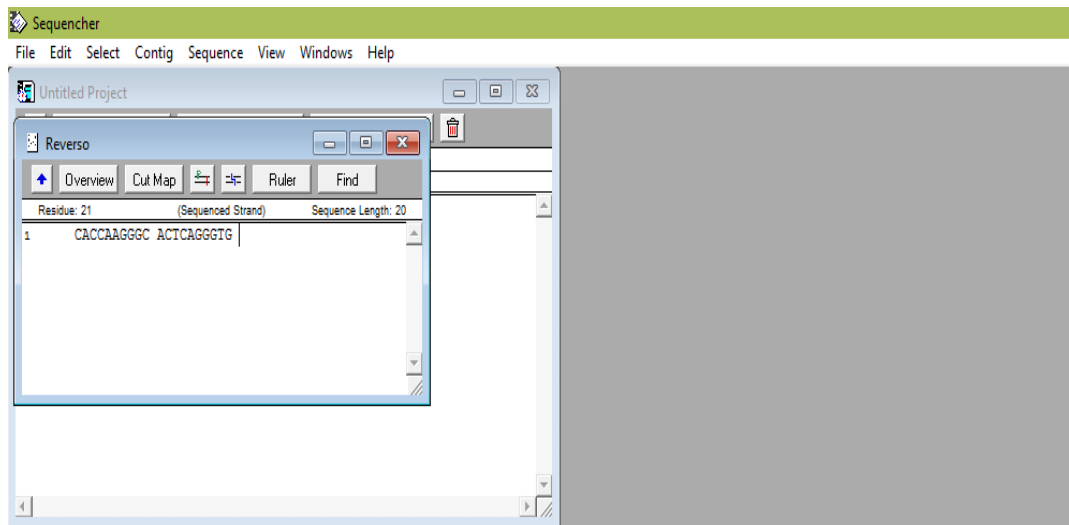 Sequencher
File Edit Select Contig Sequence View Windows Help
Untitled Project
Reverso
Overview Cut Map Ruler Find
Residue: 21 (Sequenced Strand) Sequence Length: 20
1 CACCAAGGGC ACTCAGGGTG